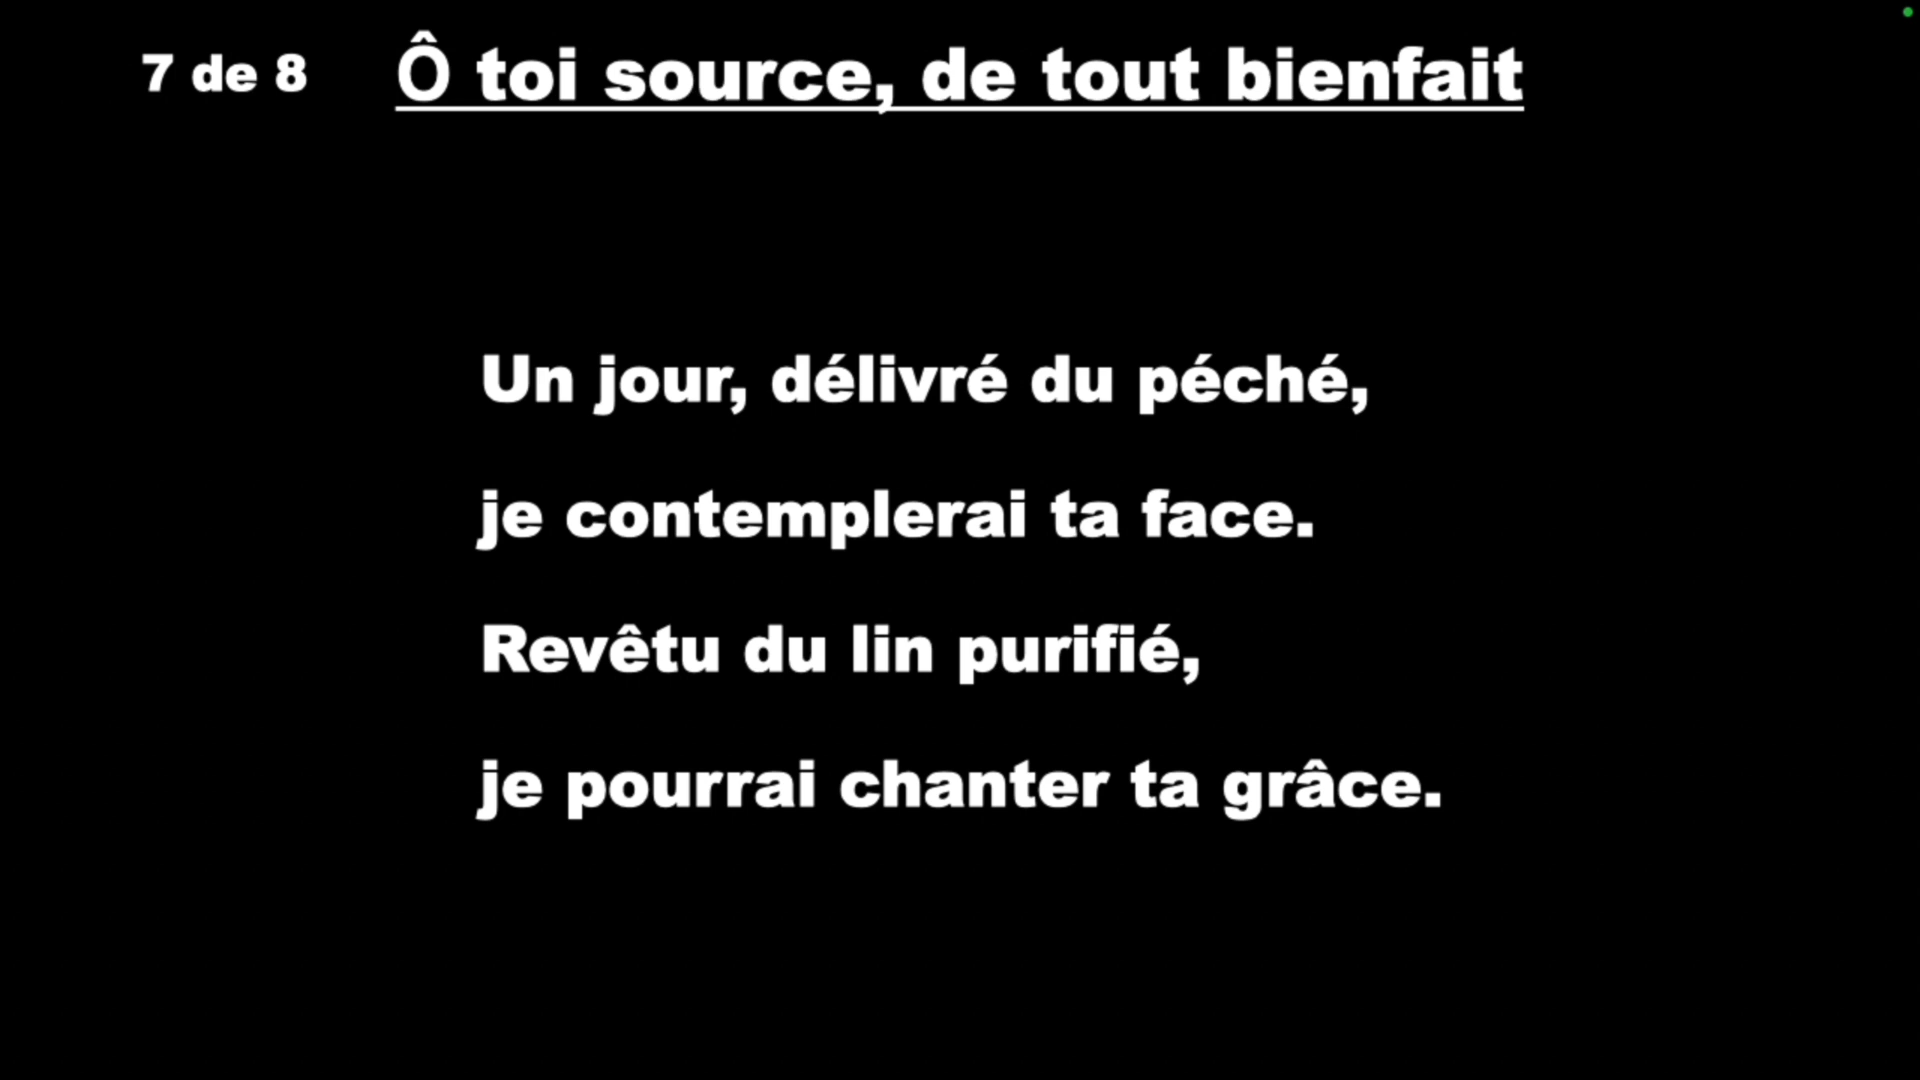 7 de 8 Ô toi source, de tout bienfait
Un jour, délivré du péché,
je contemplerai ta face.
Revêtu du lin purifié,
je pourrai chanter ta grâce.